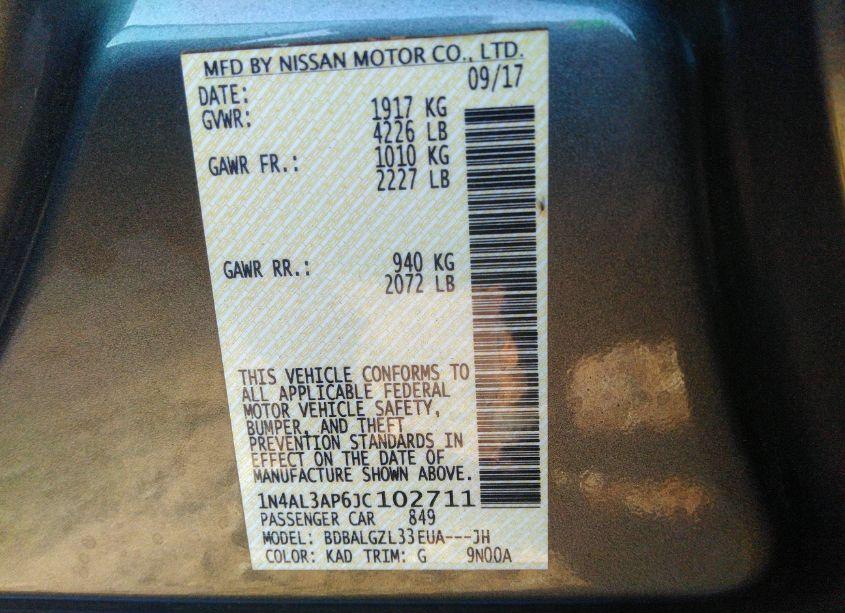 MFD BY NISSAN MOTOR CO., LTD.
DATE: 09/17
GVWR: 1917 KG
4226 LB
GAWR FR.: 1010 KG
2227 LB
GAWR RR.: 940 KG
2072 LB
THIS VEHICLE CONFORMS TO
ALL APPLICABLE FEDERAL
MOTOR VEHICLE SAFETY,
BUMPER, AND THEFT
PREVENTION STANDARDS IN
EFFECT ON THE DATE OF
MANUFACTURE SHOWN ABOVE.
1N4AL3AP6JC102711
PASSENGER CAR 849
MODEL: BDBALGZL33EUA---JH
COLOR: KAD TRIM: G 9N00A